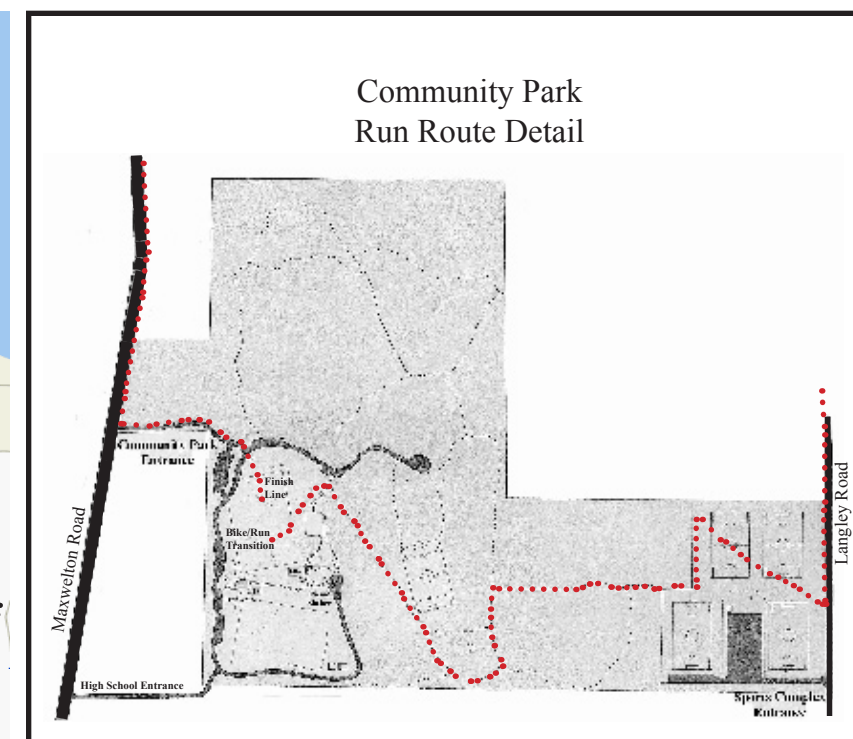 Community Park
Run Route Detail
Community Park
Entrance
Finish
Line
Bike/Run
Transition
Maxwelton Road
Langley Road
High School Entrance
Sports Complex
Entrance